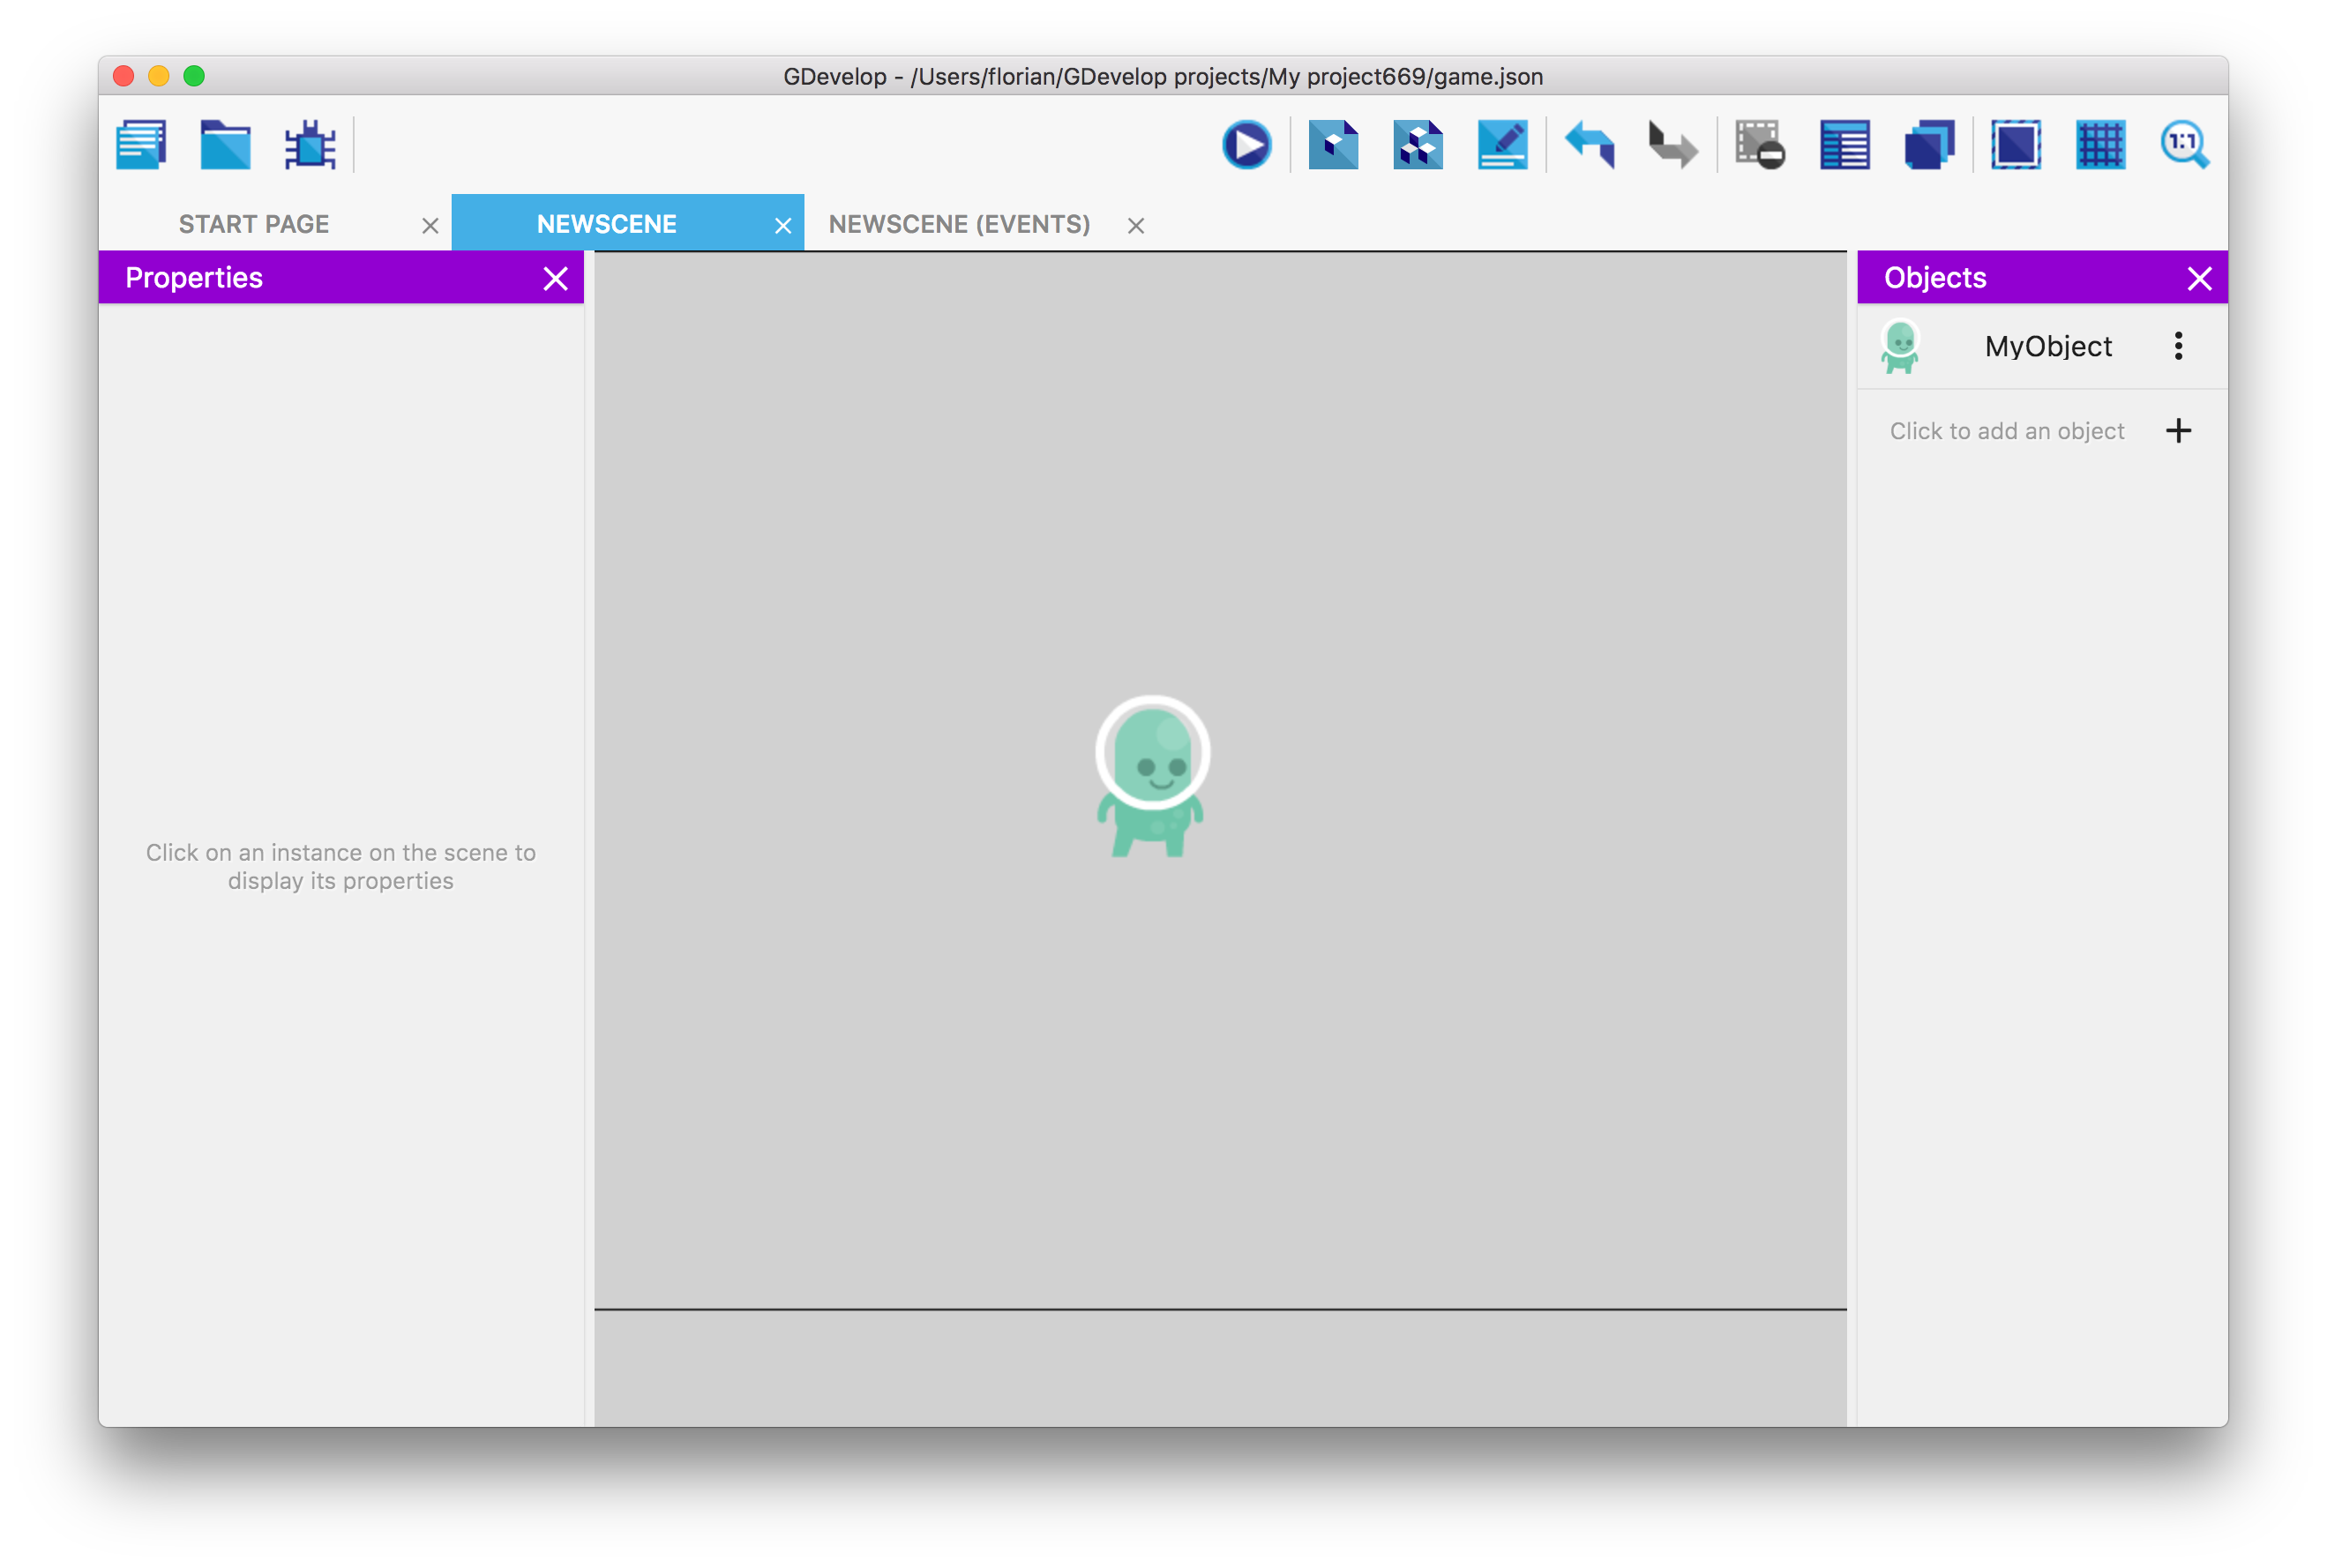 GDevelop - /Users/florian/GDevelop projects/My project669/game.json
1:1
START PAGE
NEWSCENE
NEWSCENE (EVENTS)
Properties
Objects
MyObject
Click to add an object
Click on an instance on the scene to
display its properties